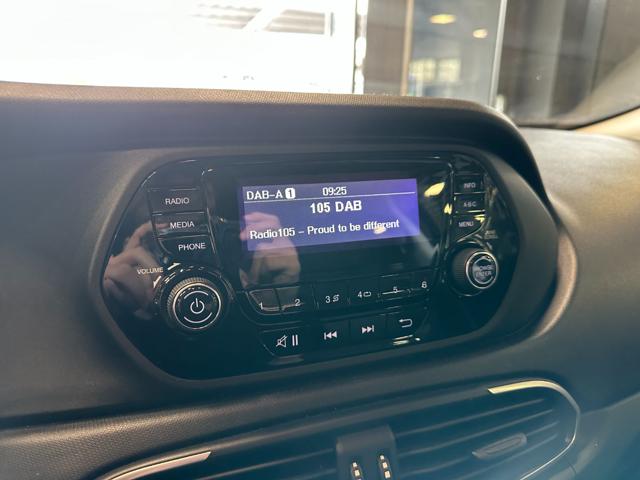 DAB-A 1 09:25
105 DAB
Radio105 - Proud to be different
RADIO
MEDIA
PHONE
VOLUME
INFO
A-B-C
MENU
BROWSE
ENTER
1 2 3 4 5 6